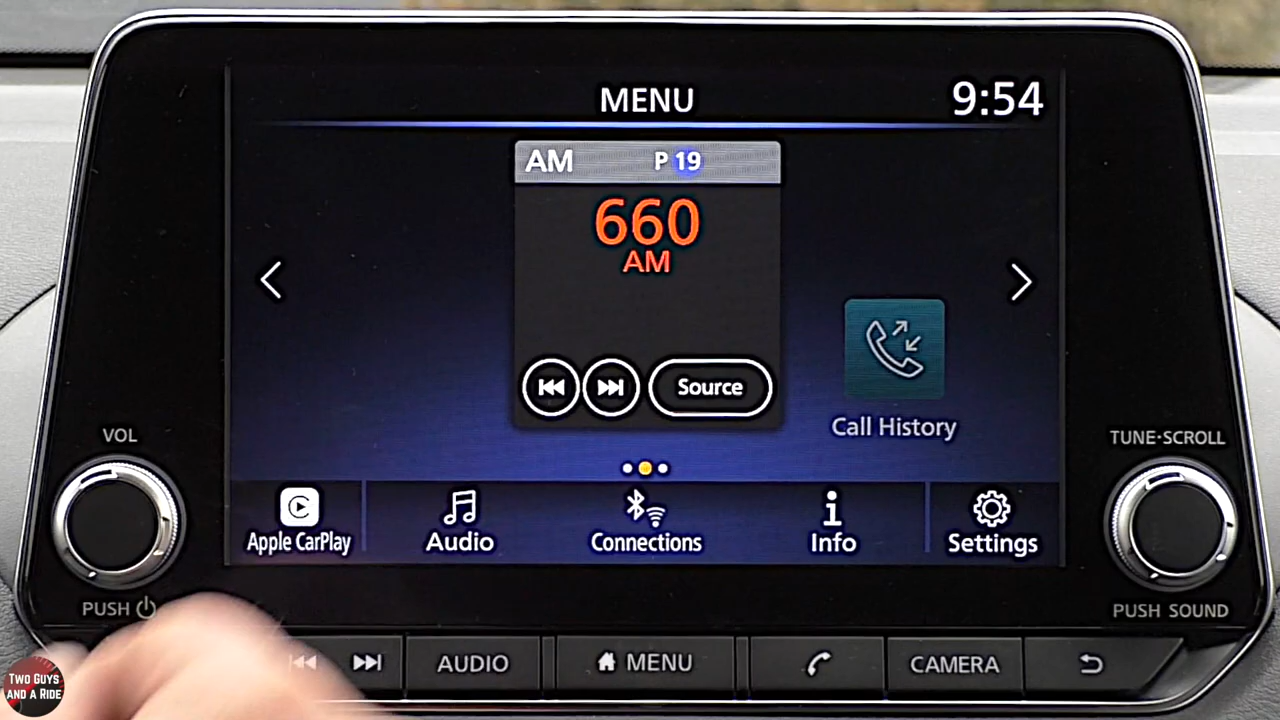 MENU
9:54
AM P 19
660
AM
Source
Call History
VOL
TUNE·SCROLL
Apple CarPlay
Audio
Connections
Info
Settings
PUSH
PUSH SOUND
AUDIO
MENU
CAMERA
TWO GUYS
AND A RIDE